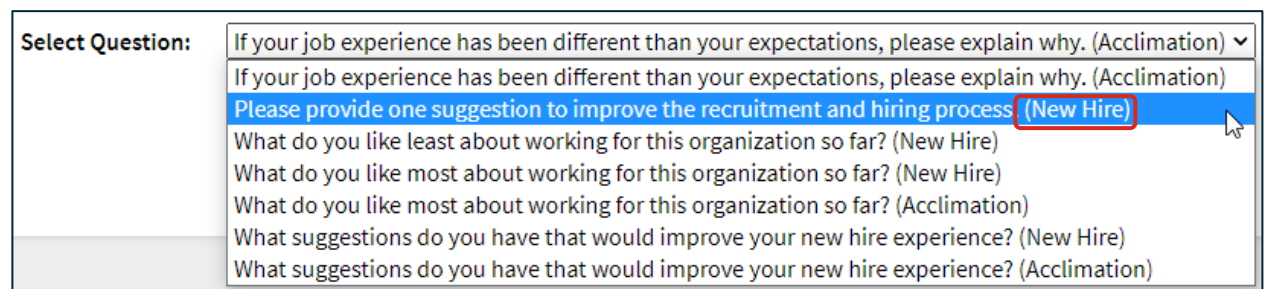 Select Question: If your job experience has been different than your expectations, please explain why. (Acclimation)
If your job experience has been different than your expectations, please explain why. (Acclimation)
Please provide one suggestion to improve the recruitment and hiring process. (New Hire)
What do you like least about working for this organization so far? (New Hire)
What do you like most about working for this organization so far? (New Hire)
What do you like most about working for this organization so far? (Acclimation)
What suggestions do you have that would improve your new hire experience? (New Hire)
What suggestions do you have that would improve your new hire experience? (Acclimation)